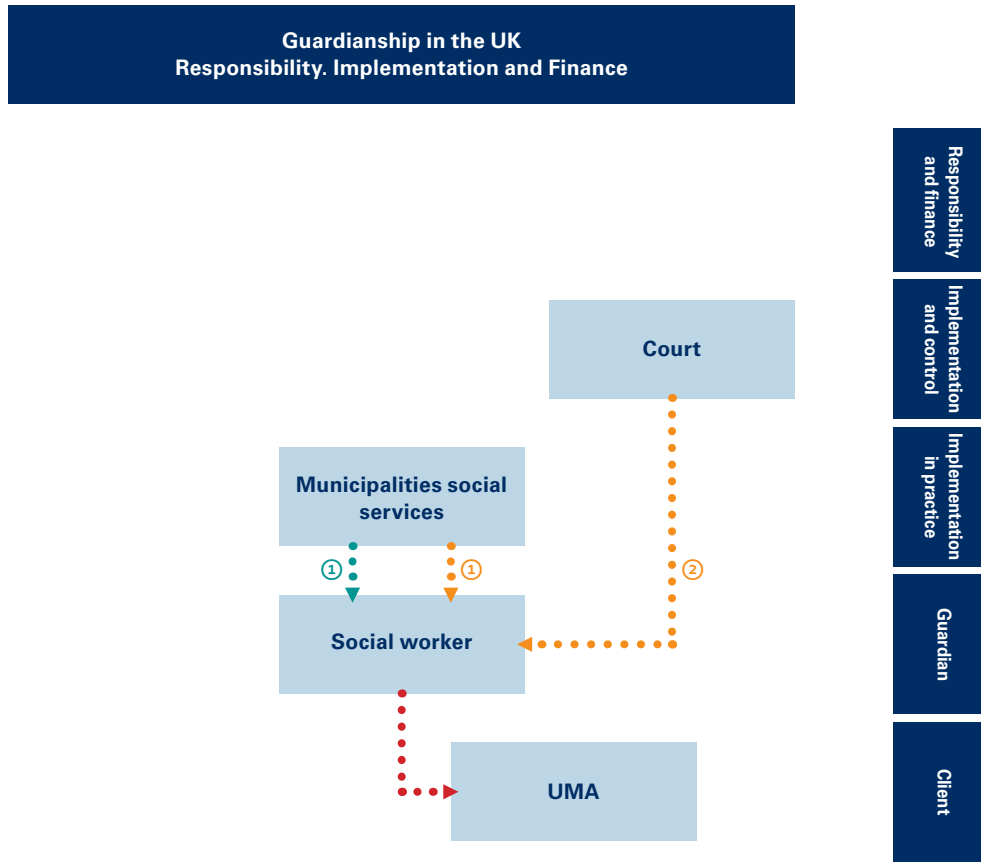 Guardianship in the UK
Responsibility. Implementation and Finance
Responsibility
and finance
Implementation
and control
Court
Implementation
in practice
Municipalities social
services
1
1
2
Guardian
Social worker
Client
UMA